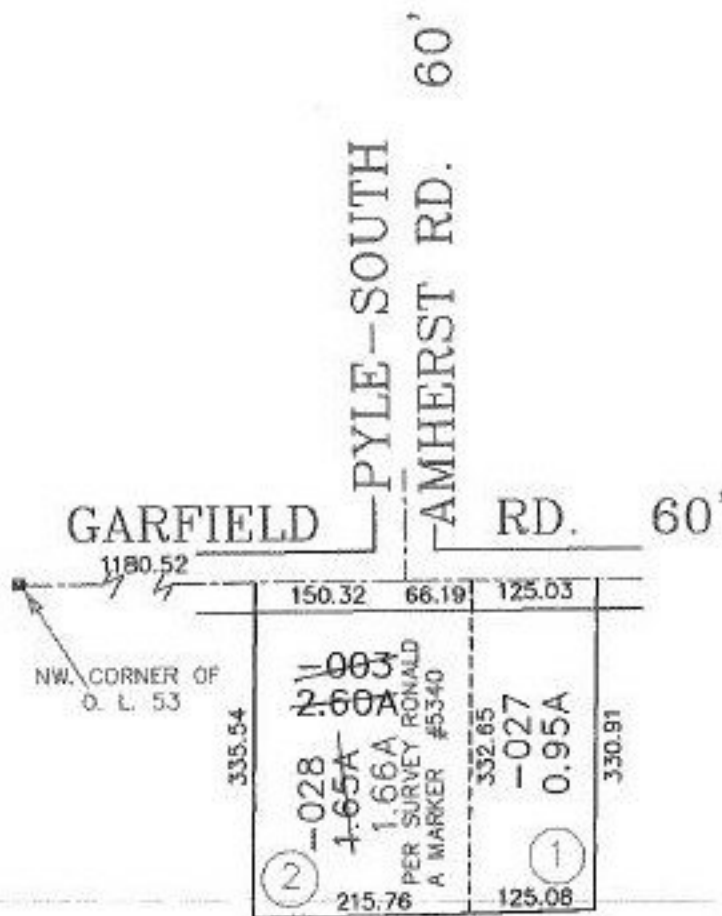 PYLE-SOUTH
AMHERST RD. 60'
GARFIELD RD. 60'
1180.52
150.32 66.19 125.03
NW. CORNER OF
O. L. 53
335.54
-003
2.60A
-028
1.65A
1.66A
PER SURVEY RONALD
A MARKER #5340
332.65
-027
0.95A
330.91
2
1
215.76
125.08